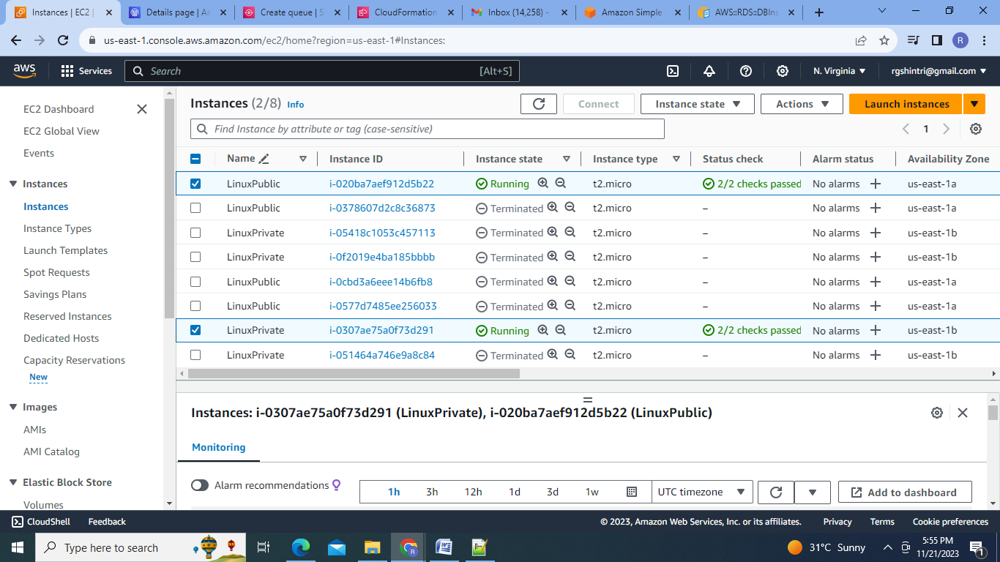 Instances | EC2 |
Details page | An
Create queue | S
CloudFormation
Inbox (14,258) -
Amazon Simple
AWS::RDS::DBIns
us-east-1.console.aws.amazon.com/ec2/home?region=us-east-1#Instances:
R
aws
Services
Search
[Alt+S]
N. Virginia
rgshintri@gmail.com
EC2 Dashboard
EC2 Global View
Events
Instances
Instances
Instance Types
Launch Templates
Spot Requests
Savings Plans
Reserved Instances
Dedicated Hosts
Capacity Reservations
New
Images
AMIs
AMI Catalog
Elastic Block Store
Volumes
Instances (2/8) Info
Connect
Instance state
Actions
Launch instances
Find Instance by attribute or tag (case-sensitive)
1
Name Instance ID Instance state Instance type Status check Alarm status Availability Zone
LinuxPublic i-020ba7aef912d5b22 Running t2.micro 2/2 checks passed No alarms us-east-1a
LinuxPublic i-0378607d2c8c36873 Terminated t2.micro – No alarms us-east-1a
LinuxPrivate i-05418c1053c457113 Terminated t2.micro – No alarms us-east-1b
LinuxPrivate i-0f2019e4ba185bbbb Terminated t2.micro – No alarms us-east-1b
LinuxPublic i-0cbd3a6eee14b6fb8 Terminated t2.micro – No alarms us-east-1a
LinuxPublic i-0577d7485ee256033 Terminated t2.micro – No alarms us-east-1a
LinuxPrivate i-0307ae75a0f73d291 Running t2.micro 2/2 checks passed No alarms us-east-1b
LinuxPrivate i-051464a746e9a8c84 Terminated t2.micro – No alarms us-east-1b
Instances: i-0307ae75a0f73d291 (LinuxPrivate), i-020ba7aef912d5b22 (LinuxPublic)
Monitoring
Alarm recommendations
1h 3h 12h 1d 3d 1w
UTC timezone
Add to dashboard
CloudShell
Feedback
© 2023, Amazon Web Services, Inc. or its affiliates.
Privacy
Terms
Cookie preferences
Type here to search
31°C Sunny
5:55 PM
11/21/2023
1